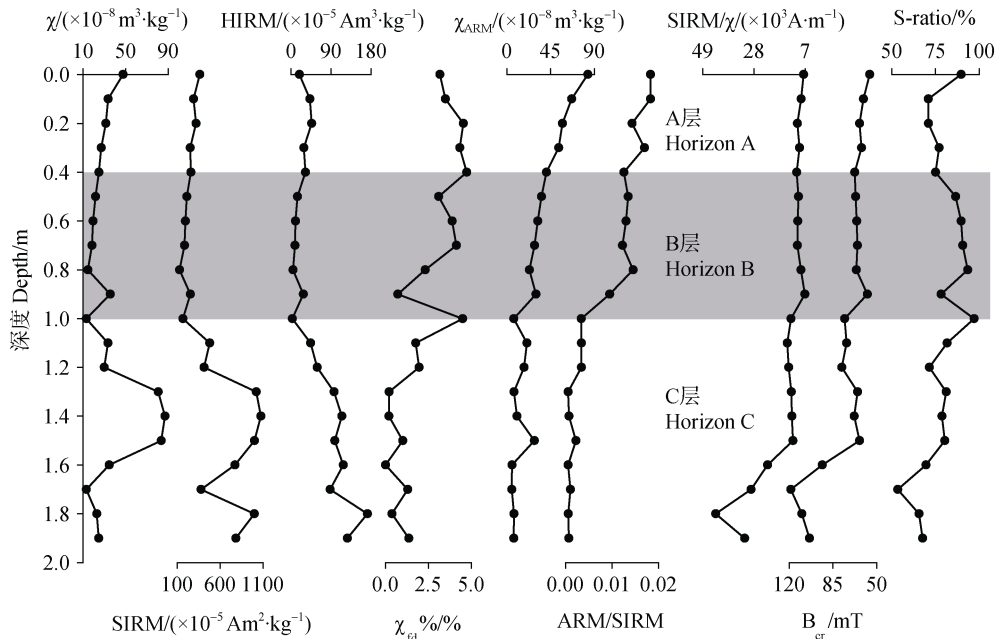 χ/(×10⁻⁸ m³·kg⁻¹) HIRM/(×10⁻⁵ Am³·kg⁻¹) χARM/(×10⁻⁸ m³·kg⁻¹) SIRM/χ/(×10³A·m⁻¹) S-ratio/%
10 50 90 0 90 180 0 45 90 49 28 7 50 75 100
0.0
0.2
0.4
0.6
0.8
1.0
1.2
1.4
1.6
1.8
2.0
深度 Depth/m
A层
Horizon A
B层
Horizon B
C层
Horizon C
100 600 1100 0.0 2.5 5.0 0.00 0.01 0.02 120 85 50
SIRM/(×10⁻⁵ Am²·kg⁻¹) χfd%/% ARM/SIRM Bcr/mT